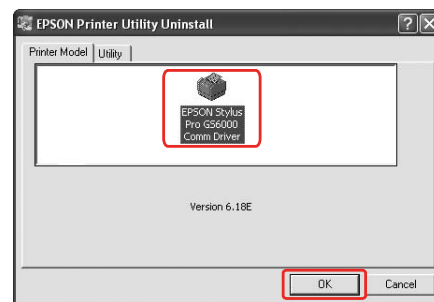 EPSON Printer Utility Uninstall
Printer Model Utility
EPSON Stylus
Pro GS6000
Comm Driver
Version 6.18E
OK Cancel